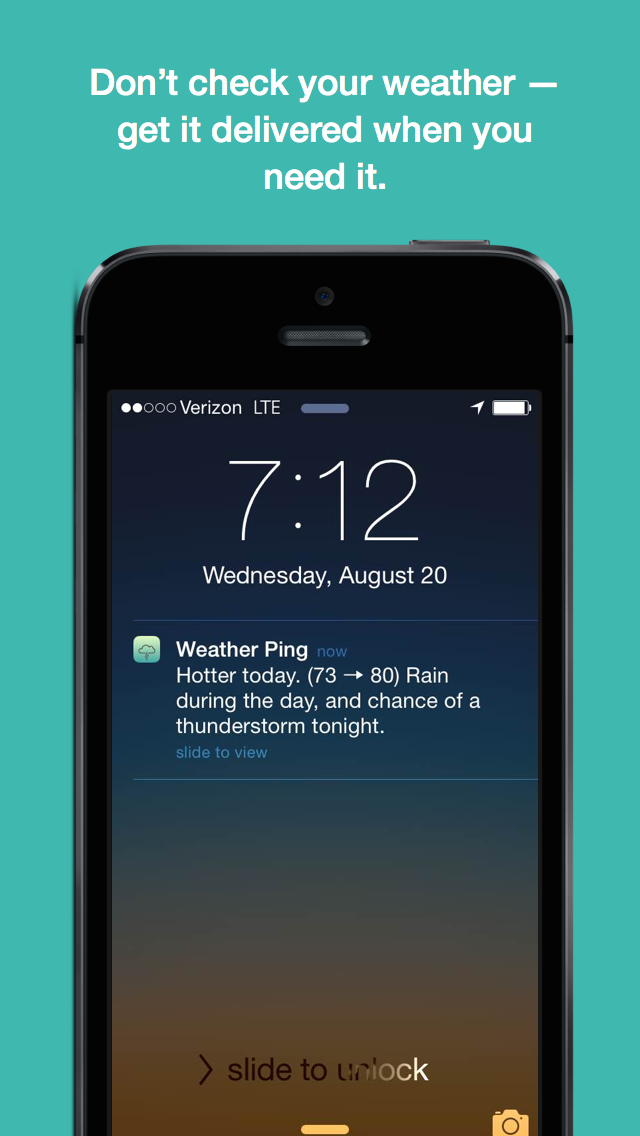 Don’t check your weather —
get it delivered when you
need it.
Verizon LTE
7:12
Wednesday, August 20
Weather Ping now
Hotter today. (73 → 80) Rain
during the day, and chance of a
thunderstorm tonight.
slide to view
slide to unlock